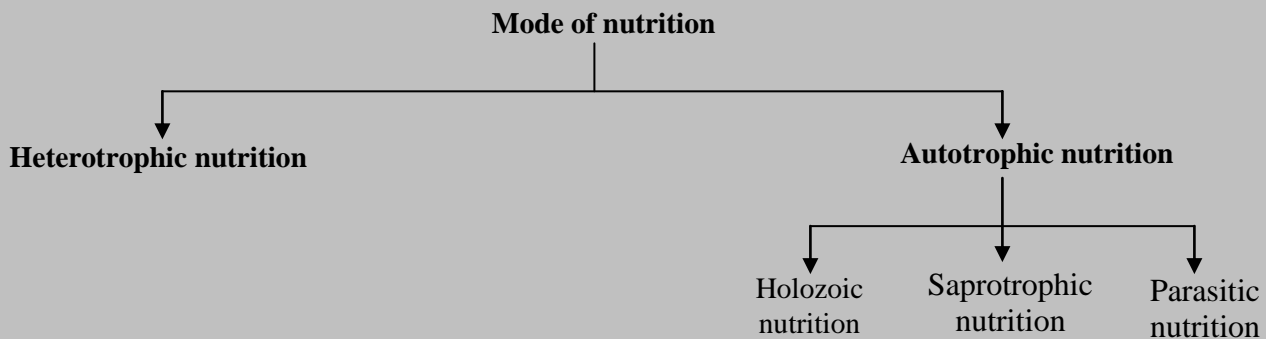 Mode of nutrition
Heterotrophic nutrition
Autotrophic nutrition
Holozoic
nutrition
Saprotrophic
nutrition
Parasitic
nutrition